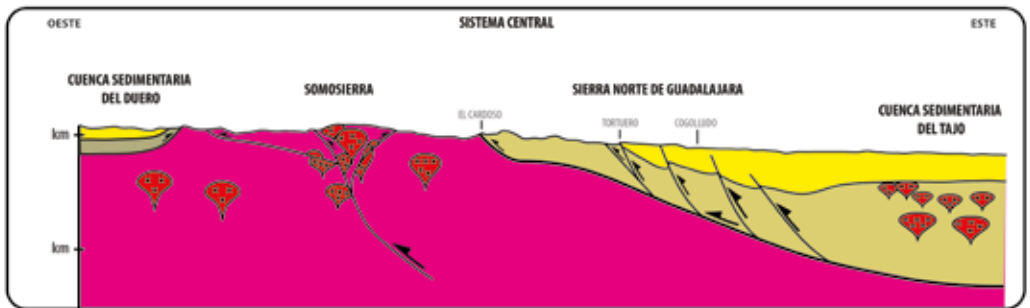 OESTE
SISTEMA CENTRAL
ESTE
CUENCA SEDIMENTARIA
DEL DUERO
SOMOSIERRA
SIERRA NORTE DE GUADALAJARA
CUENCA SEDIMENTARIA
DEL TAJO
EL CARDOSO
TORTUERO
COGOLLUDO
km
km